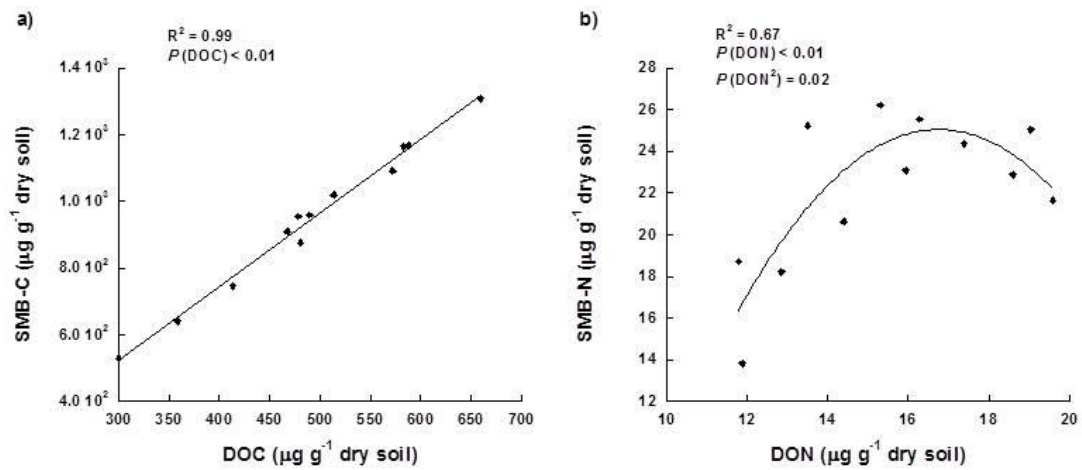 a)
R² = 0.99
P(DOC) < 0.01
1.4 10³
1.2 10³
1.0 10³
8.0 10²
6.0 10²
4.0 10²
SMB-C (µg g⁻¹ dry soil)
300 350 400 450 500 550 600 650 700
DOC (µg g⁻¹ dry soil)
b)
R² = 0.67
P(DON) < 0.01
P(DON²) = 0.02
28
26
24
22
20
18
16
14
12
SMB-N (µg g⁻¹ dry soil)
10 12 14 16 18 20
DON (µg g⁻¹ dry soil)